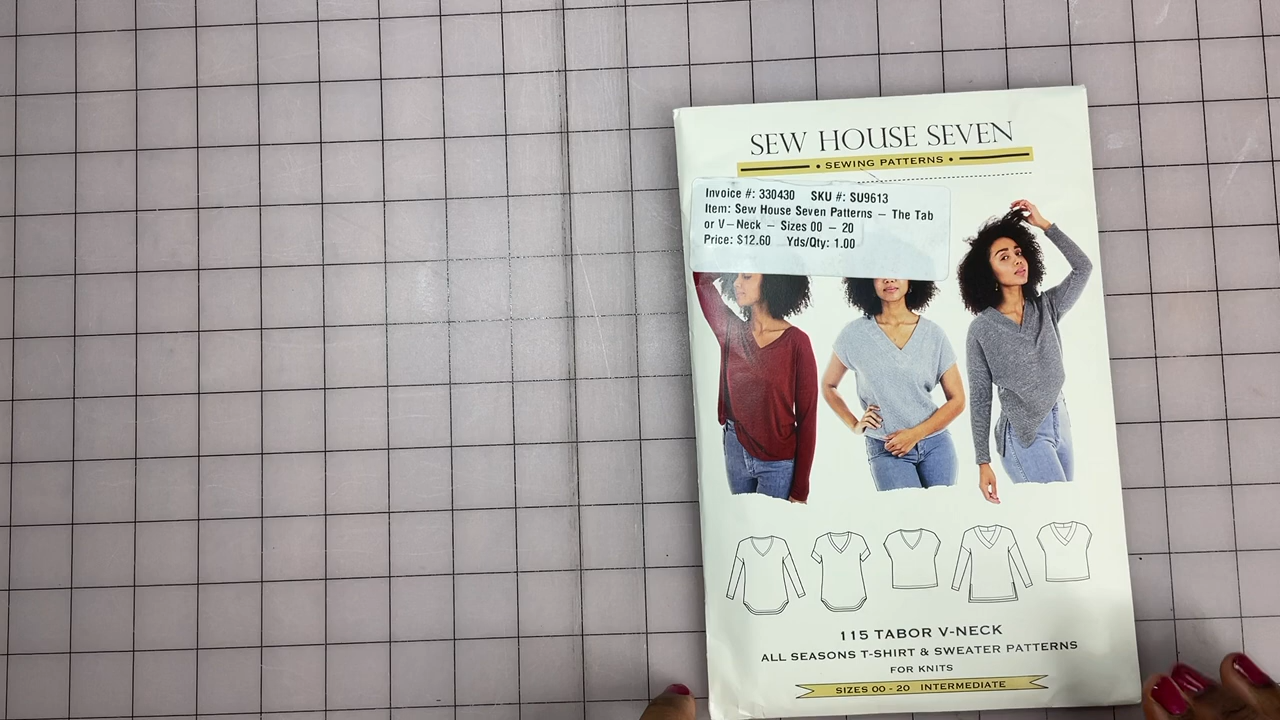 SEW HOUSE SEVEN
• SEWING PATTERNS •
Invoice #: 330430 SKU #: SU9613
Item: Sew House Seven Patterns – The Tab
or V–Neck – Sizes 00 – 20
Price: $12.60 Yds/Qty: 1.00
115 TABOR V-NECK
ALL SEASONS T-SHIRT & SWEATER PATTERNS
FOR KNITS
SIZES 00 - 20 INTERMEDIATE